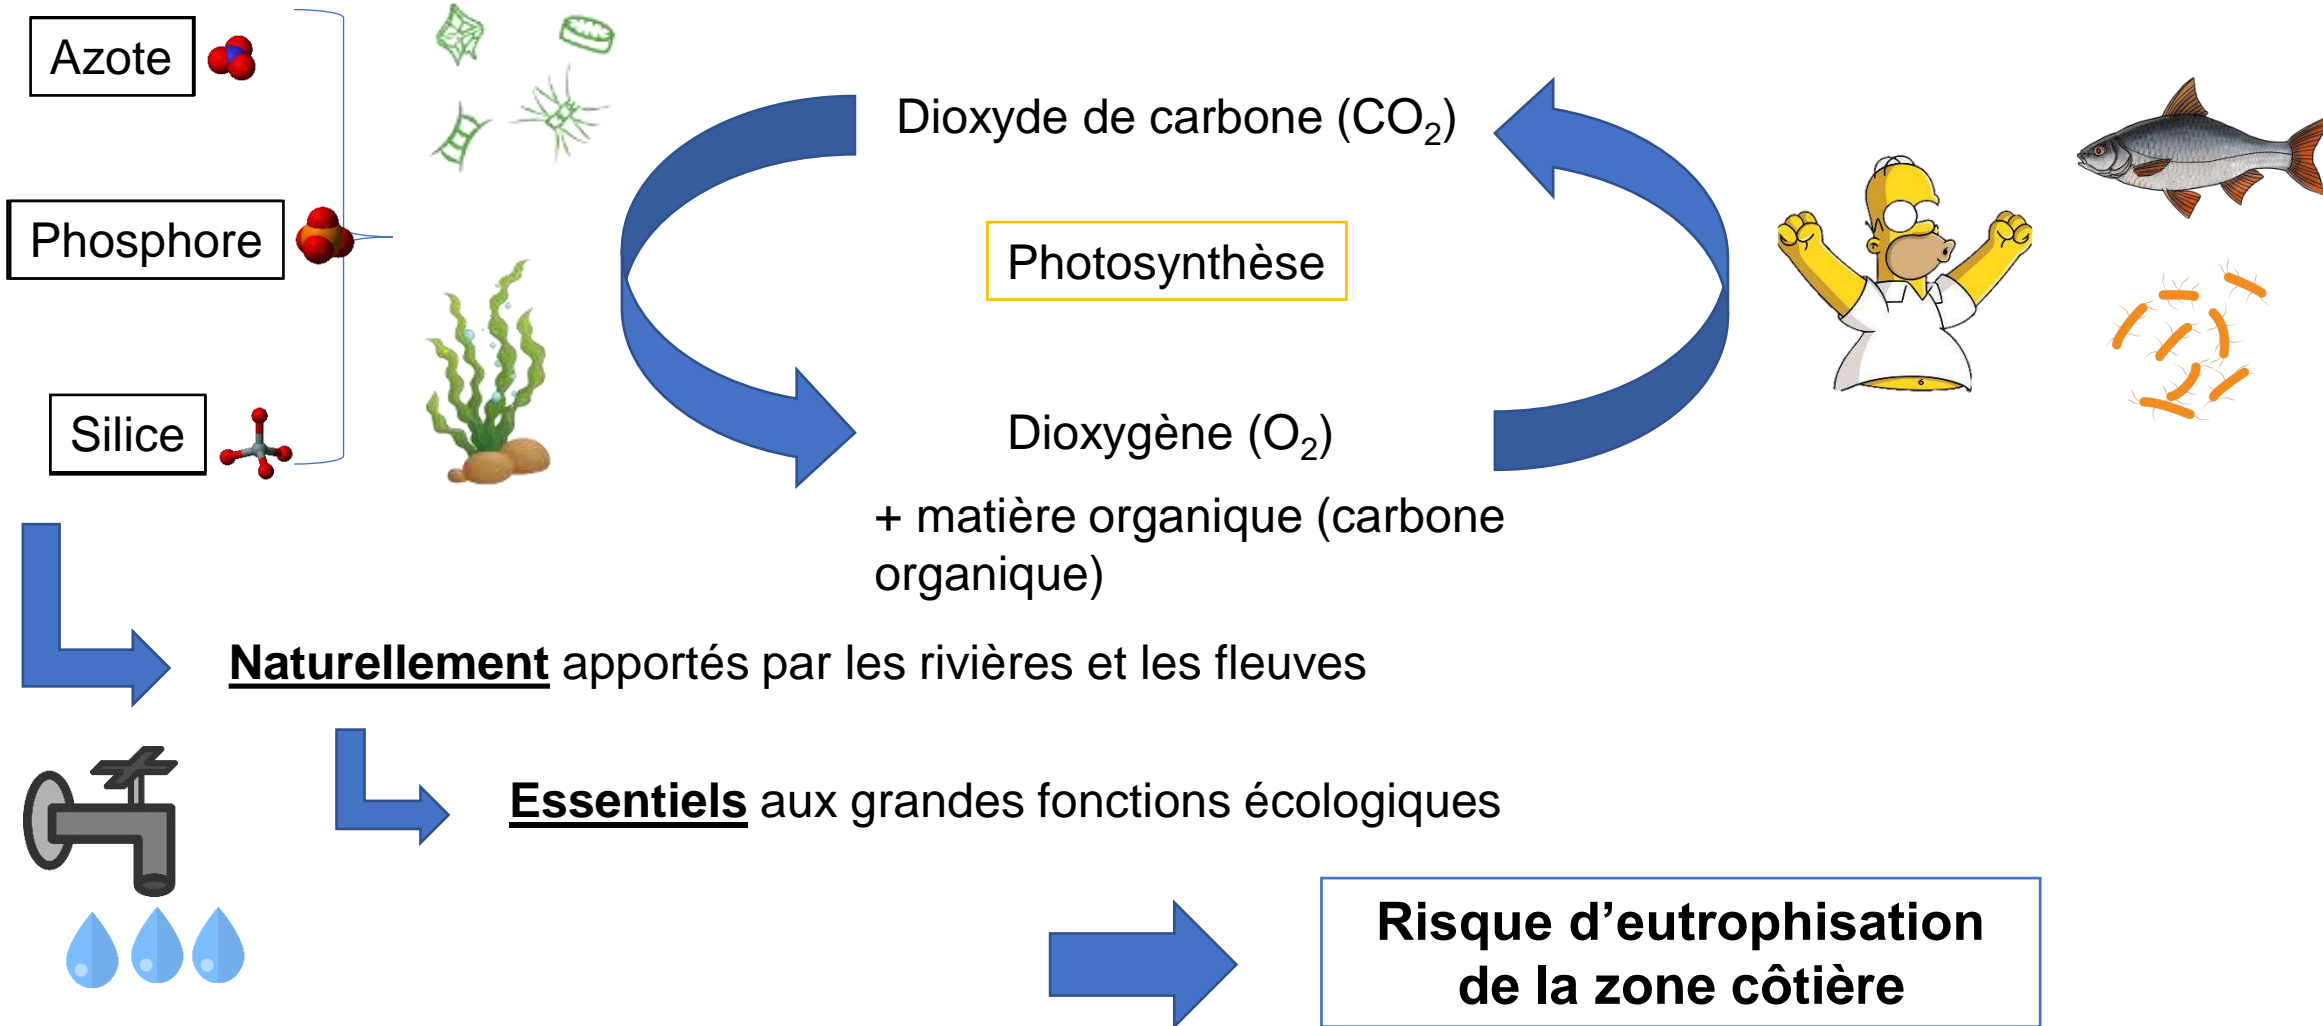 Azote
Phosphore
Silice
Dioxyde de carbone (CO₂)
Photosynthèse
Dioxygène (O₂)
+ matière organique (carbone
organique)
Naturellement apportés par les rivières et les fleuves
Essentiels aux grandes fonctions écologiques
Risque d’eutrophisation
de la zone côtière